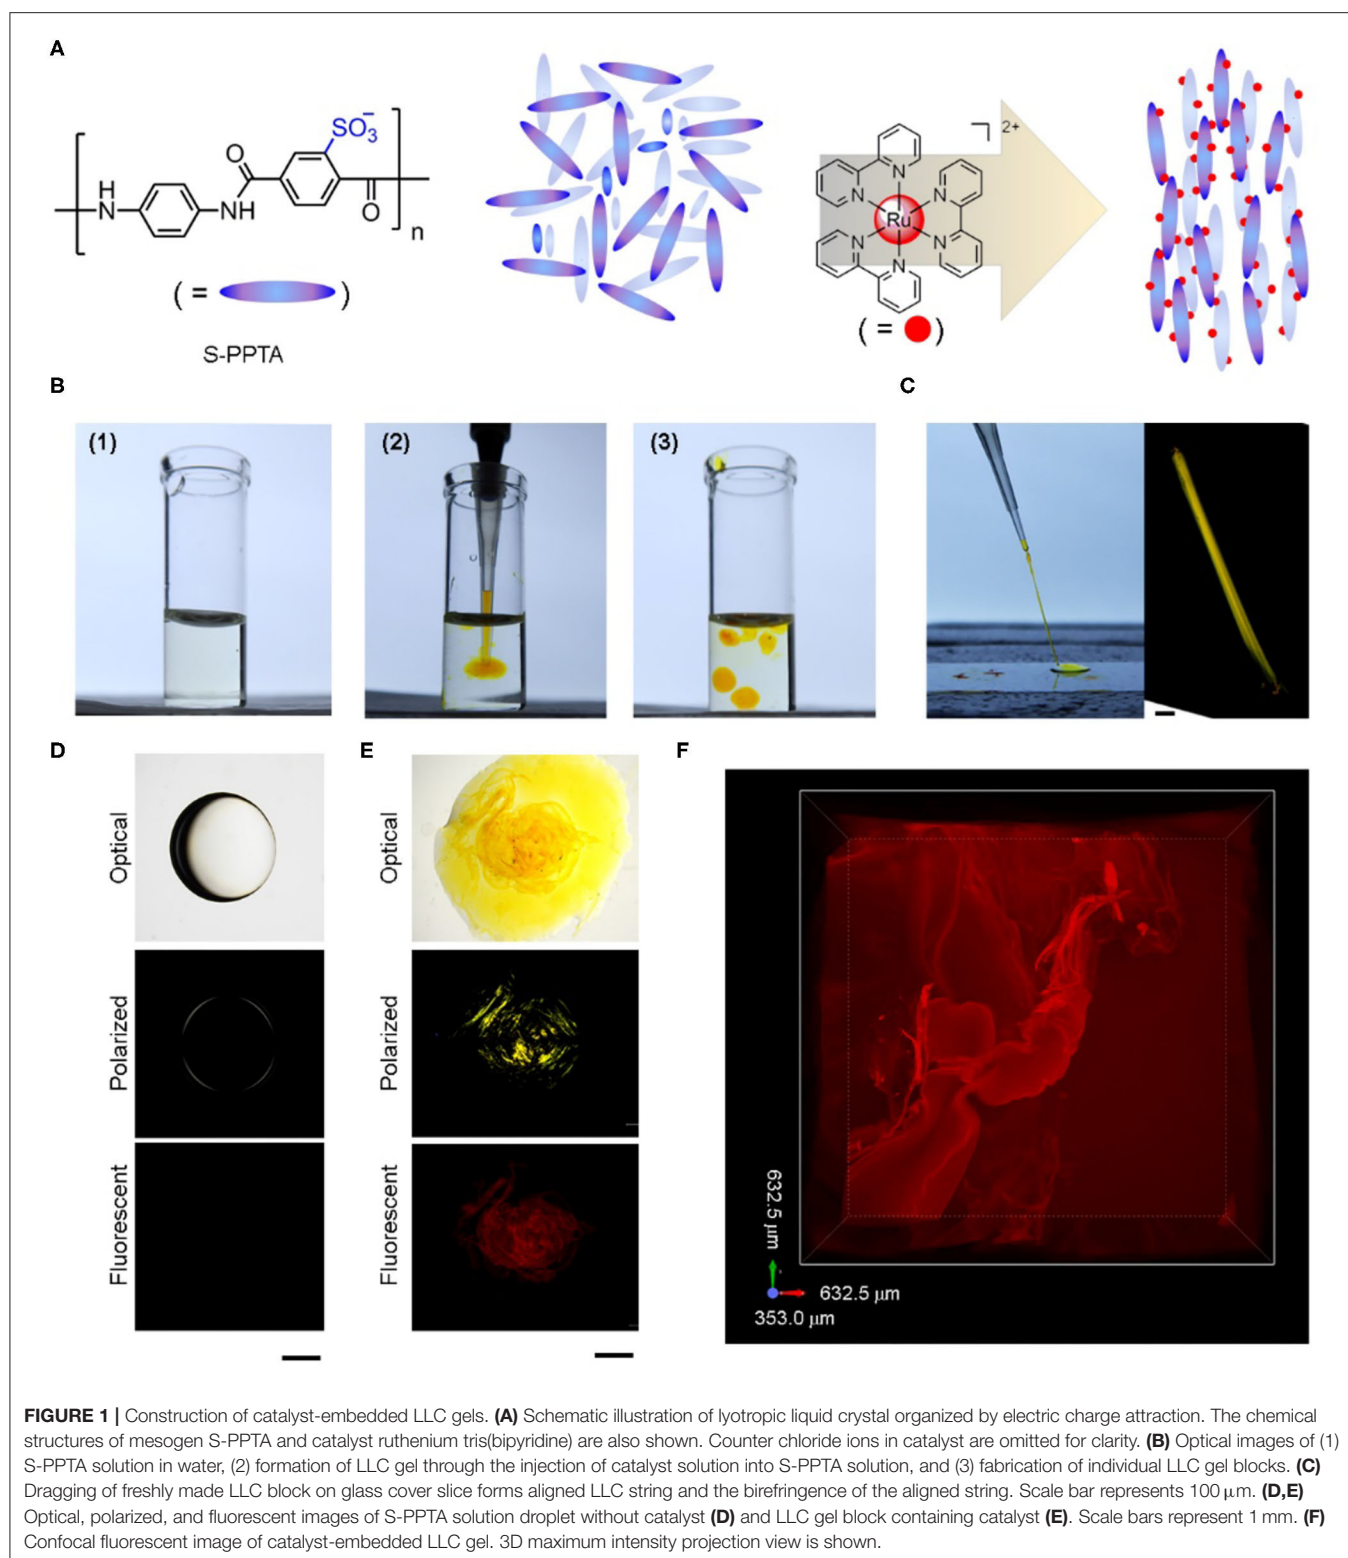 A
SO3-
O
H
N
NH
O
n
( = )
S-PPTA
2+
N
N
N
Ru
N
N
N
( = )
B
C
(1)
(2)
(3)
D
E
F
Optical
Optical
Polarized
Polarized
Fluorescent
Fluorescent
632.5 μm
632.5 μm
353.0 μm
FIGURE 1 | Construction of catalyst-embedded LLC gels. (A) Schematic illustration of lyotropic liquid crystal organized by electric charge attraction. The chemical
structures of mesogen S-PPTA and catalyst ruthenium tris(bipyridine) are also shown. Counter chloride ions in catalyst are omitted for clarity. (B) Optical images of (1)
S-PPTA solution in water, (2) formation of LLC gel through the injection of catalyst solution into S-PPTA solution, and (3) fabrication of individual LLC gel blocks. (C)
Dragging of freshly made LLC block on glass cover slice forms aligned LLC string and the birefringence of the aligned string. Scale bar represents 100 μm. (D,E)
Optical, polarized, and fluorescent images of S-PPTA solution droplet without catalyst (D) and LLC gel block containing catalyst (E). Scale bars represent 1 mm. (F)
Confocal fluorescent image of catalyst-embedded LLC gel. 3D maximum intensity projection view is shown.